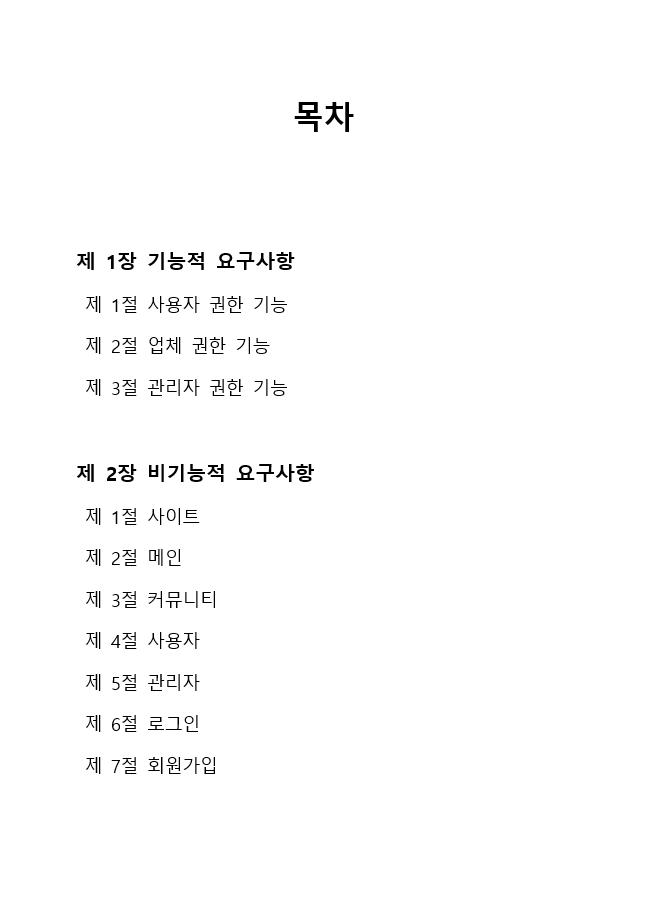 목차
제 1장 기능적 요구사항
제 1절 사용자 권한 기능
제 2절 업체 권한 기능
제 3절 관리자 권한 기능
제 2장 비기능적 요구사항
제 1절 사이트
제 2절 메인
제 3절 커뮤니티
제 4절 사용자
제 5절 관리자
제 6절 로그인
제 7절 회원가입